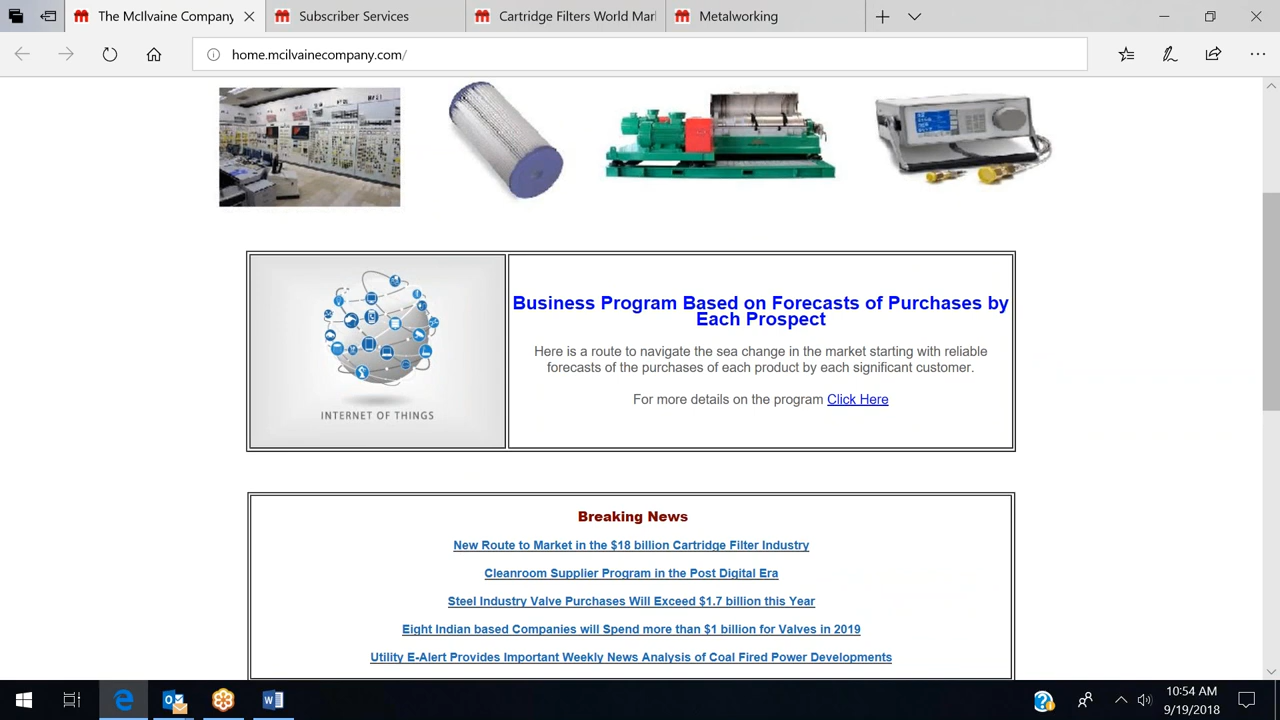 The McIlvaine Company
Subscriber Services
Cartridge Filters World Mar
Metalworking
home.mcilvainecompany.com/
INTERNET OF THINGS
Business Program Based on Forecasts of Purchases by
Each Prospect
Here is a route to navigate the sea change in the market starting with reliable
forecasts of the purchases of each product by each significant customer.
For more details on the program Click Here
Breaking News
New Route to Market in the $18 billion Cartridge Filter Industry
Cleanroom Supplier Program in the Post Digital Era
Steel Industry Valve Purchases Will Exceed $1.7 billion this Year
Eight Indian based Companies will Spend more than $1 billion for Valves in 2019
Utility E-Alert Provides Important Weekly News Analysis of Coal Fired Power Developments
10:54 AM
9/19/2018